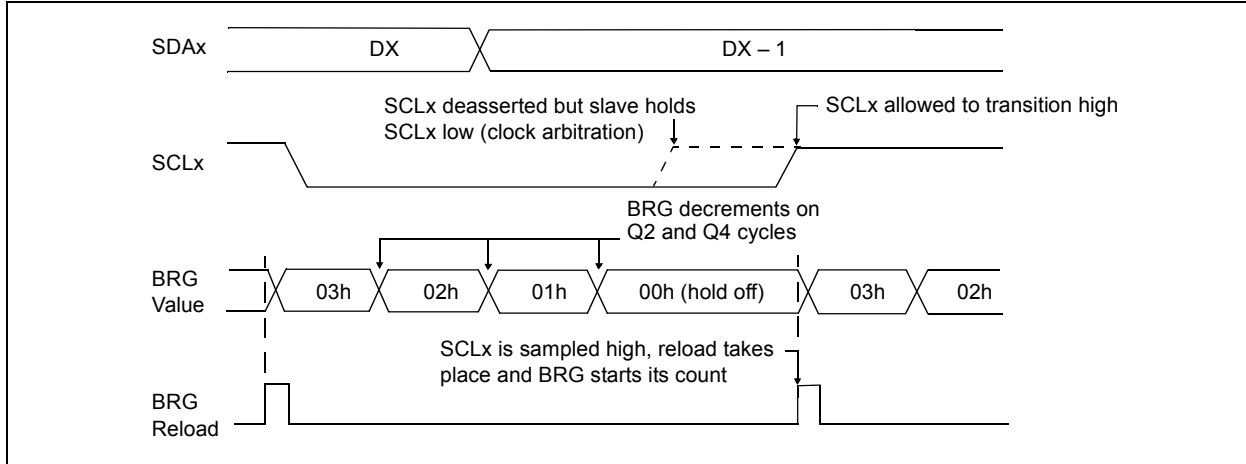 SDAx
DX
DX – 1
SCLx deasserted but slave holds
SCLx low (clock arbitration)
SCLx allowed to transition high
SCLx
BRG decrements on
Q2 and Q4 cycles
BRG
Value
03h
02h
01h
00h (hold off)
03h
02h
SCLx is sampled high, reload takes
place and BRG starts its count
BRG
Reload